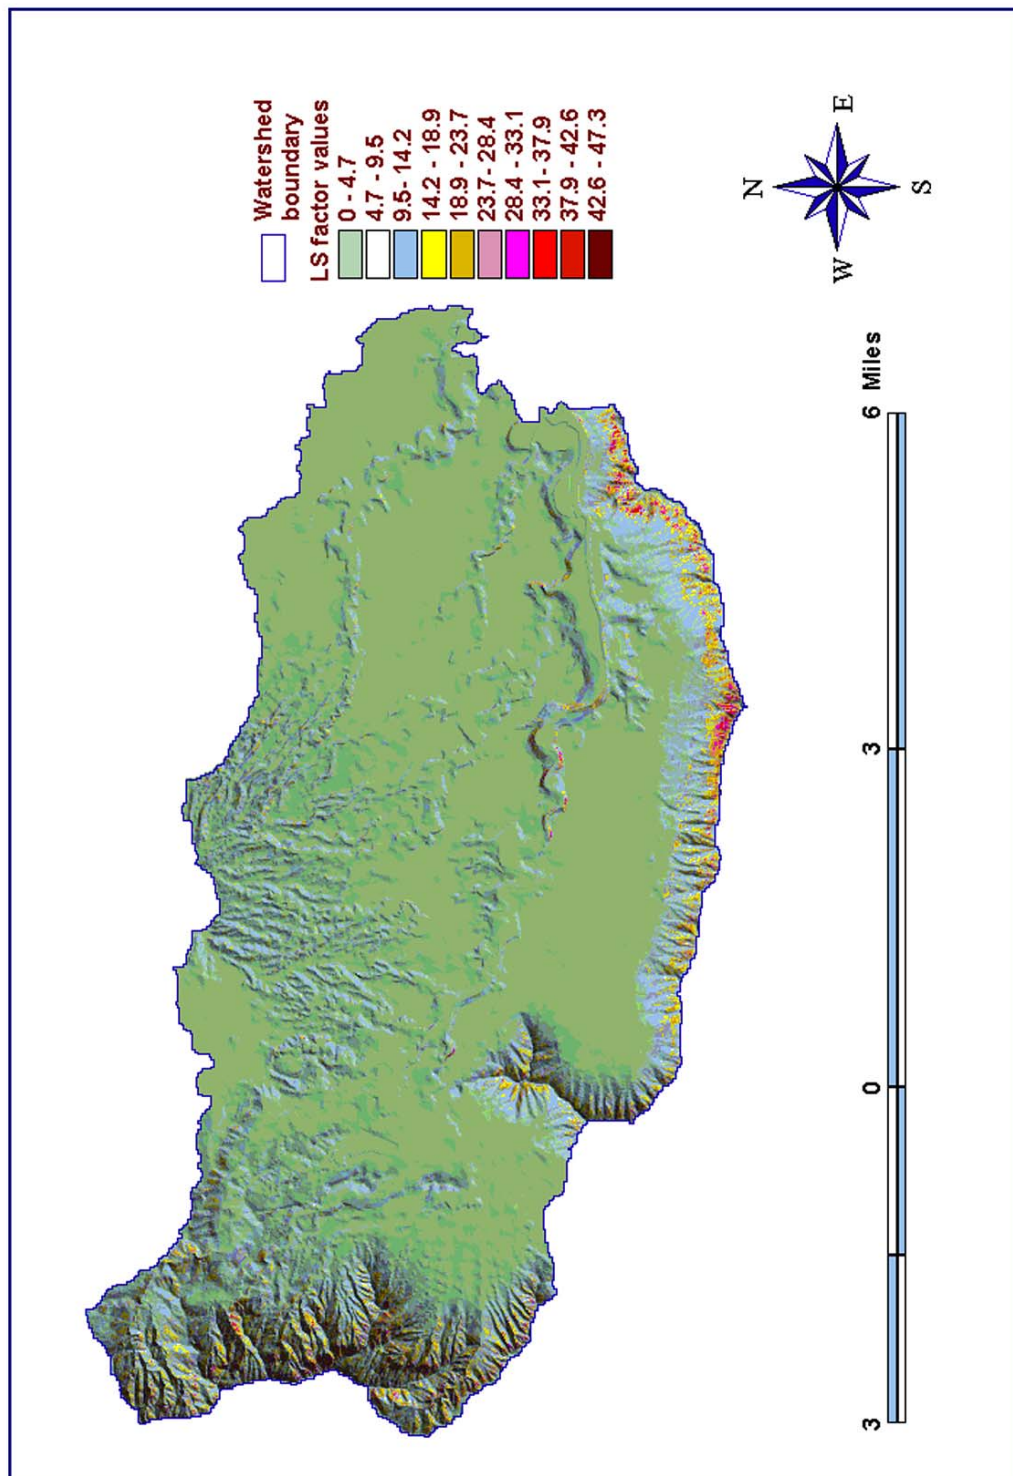 Watershed
boundary
LS factor values
0 - 4.7
4.7 - 9.5
9.5- 14.2
14.2 - 18.9
18.9 - 23.7
23.7- 28.4
28.4 - 33.1
33.1- 37.9
37.9 - 42.6
42.6 - 47.3
N
W
E
S
3
0
3
6 Miles